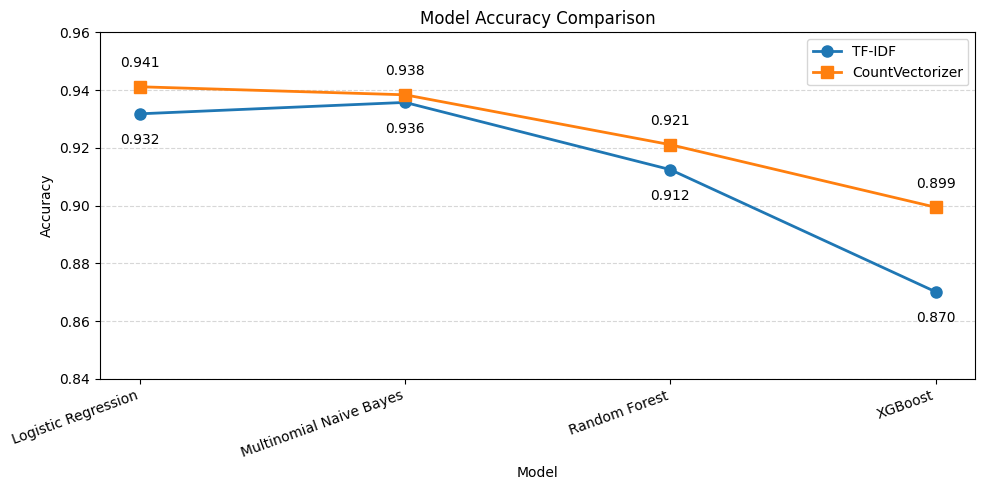 Model Accuracy Comparison
0.96
0.94
0.92
0.90
0.88
0.86
0.84
Accuracy
TF-IDF
CountVectorizer
0.941
0.938
0.921
0.899
0.932
0.936
0.912
0.870
Logistic Regression
Multinomial Naive Bayes
Random Forest
XGBoost
Model